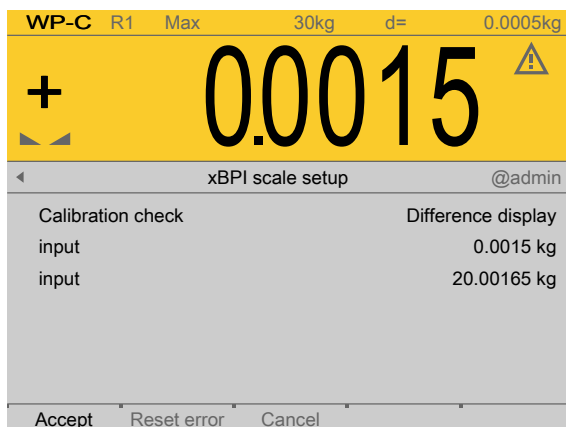 WP-C R1 Max 30kg d= 0.0005kg
+ 0.0015
xBPI scale setup @admin
Calibration check Difference display
input 0.0015 kg
input 20.00165 kg
Accept Reset error Cancel